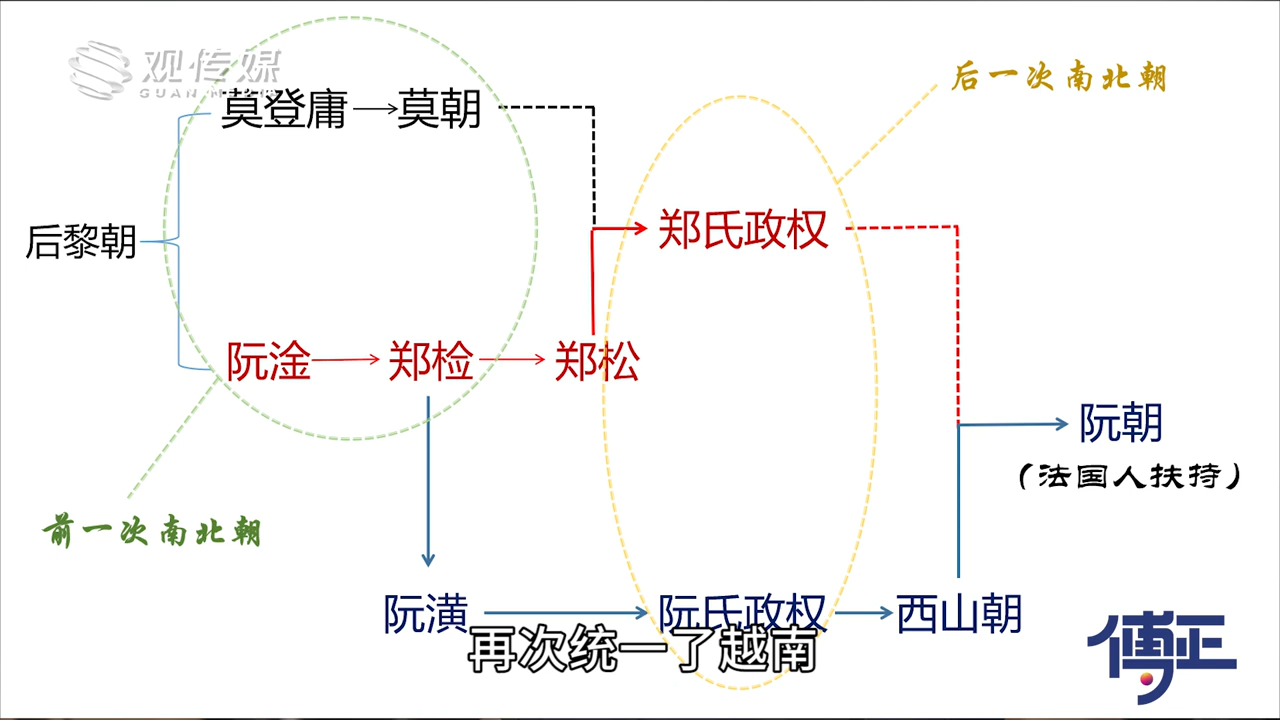 观传媒
GUAN MEDIA
后一次南北朝
莫登庸
莫朝
郑氏政权
后黎朝
阮淦
郑检
郑松
阮朝
（法国人扶持）
前一次南北朝
阮潢
阮氏政权
西山朝
再次统一了越南
傅正